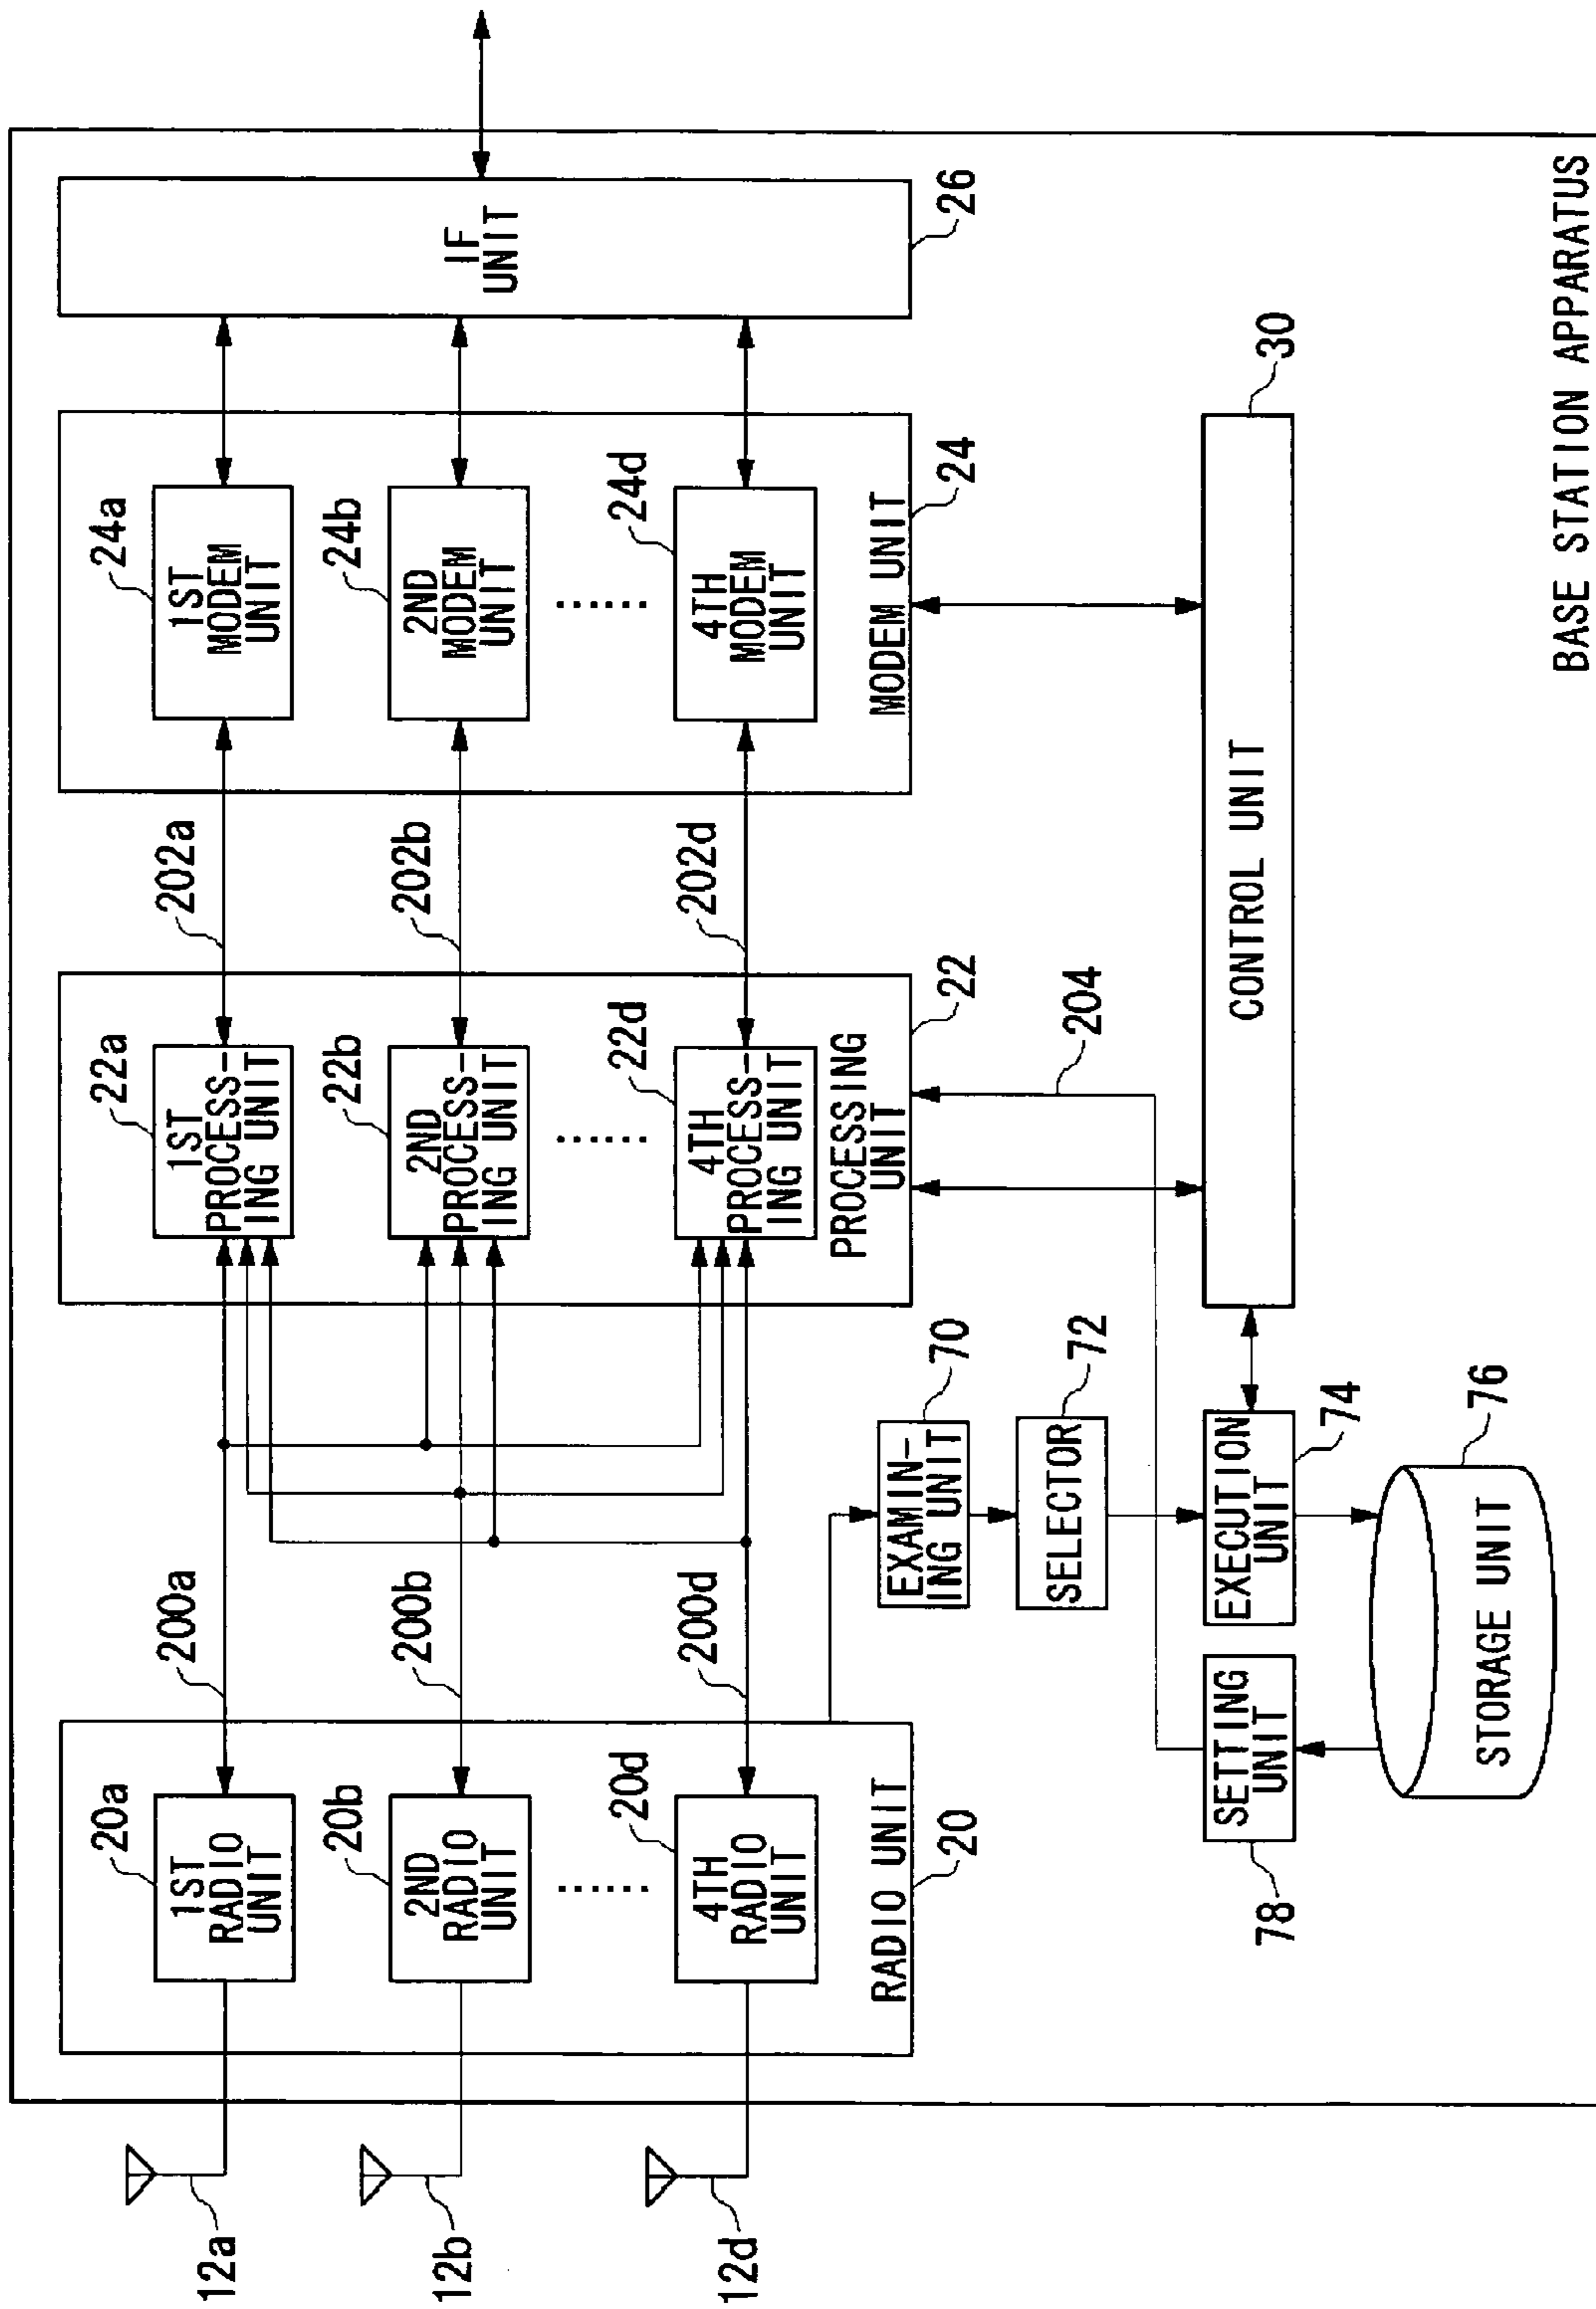 12a
12b
12d
20a
1ST
RADIO
UNIT
20b
2ND
RADIO
UNIT
20d
4TH
RADIO
UNIT
RADIO UNIT
20
200a
200b
200d
22a
1ST
PROCESS-
ING UNIT
22b
2ND
PROCESS-
ING UNIT
22d
4TH
PROCESS-
ING UNIT
PROCESSING
UNIT
22
202a
202b
202d
24a
1ST
MODEM
UNIT
24b
2ND
MODEM
UNIT
24d
4TH
MODEM
UNIT
MODEM UNIT
24
IF
UNIT
26
EXAMIN-
ING UNIT
70
SELECTOR
72
204
SETTING
UNIT
78
EXECUTION
UNIT
74
CONTROL UNIT
30
STORAGE UNIT
76
BASE STATION APPARATUS